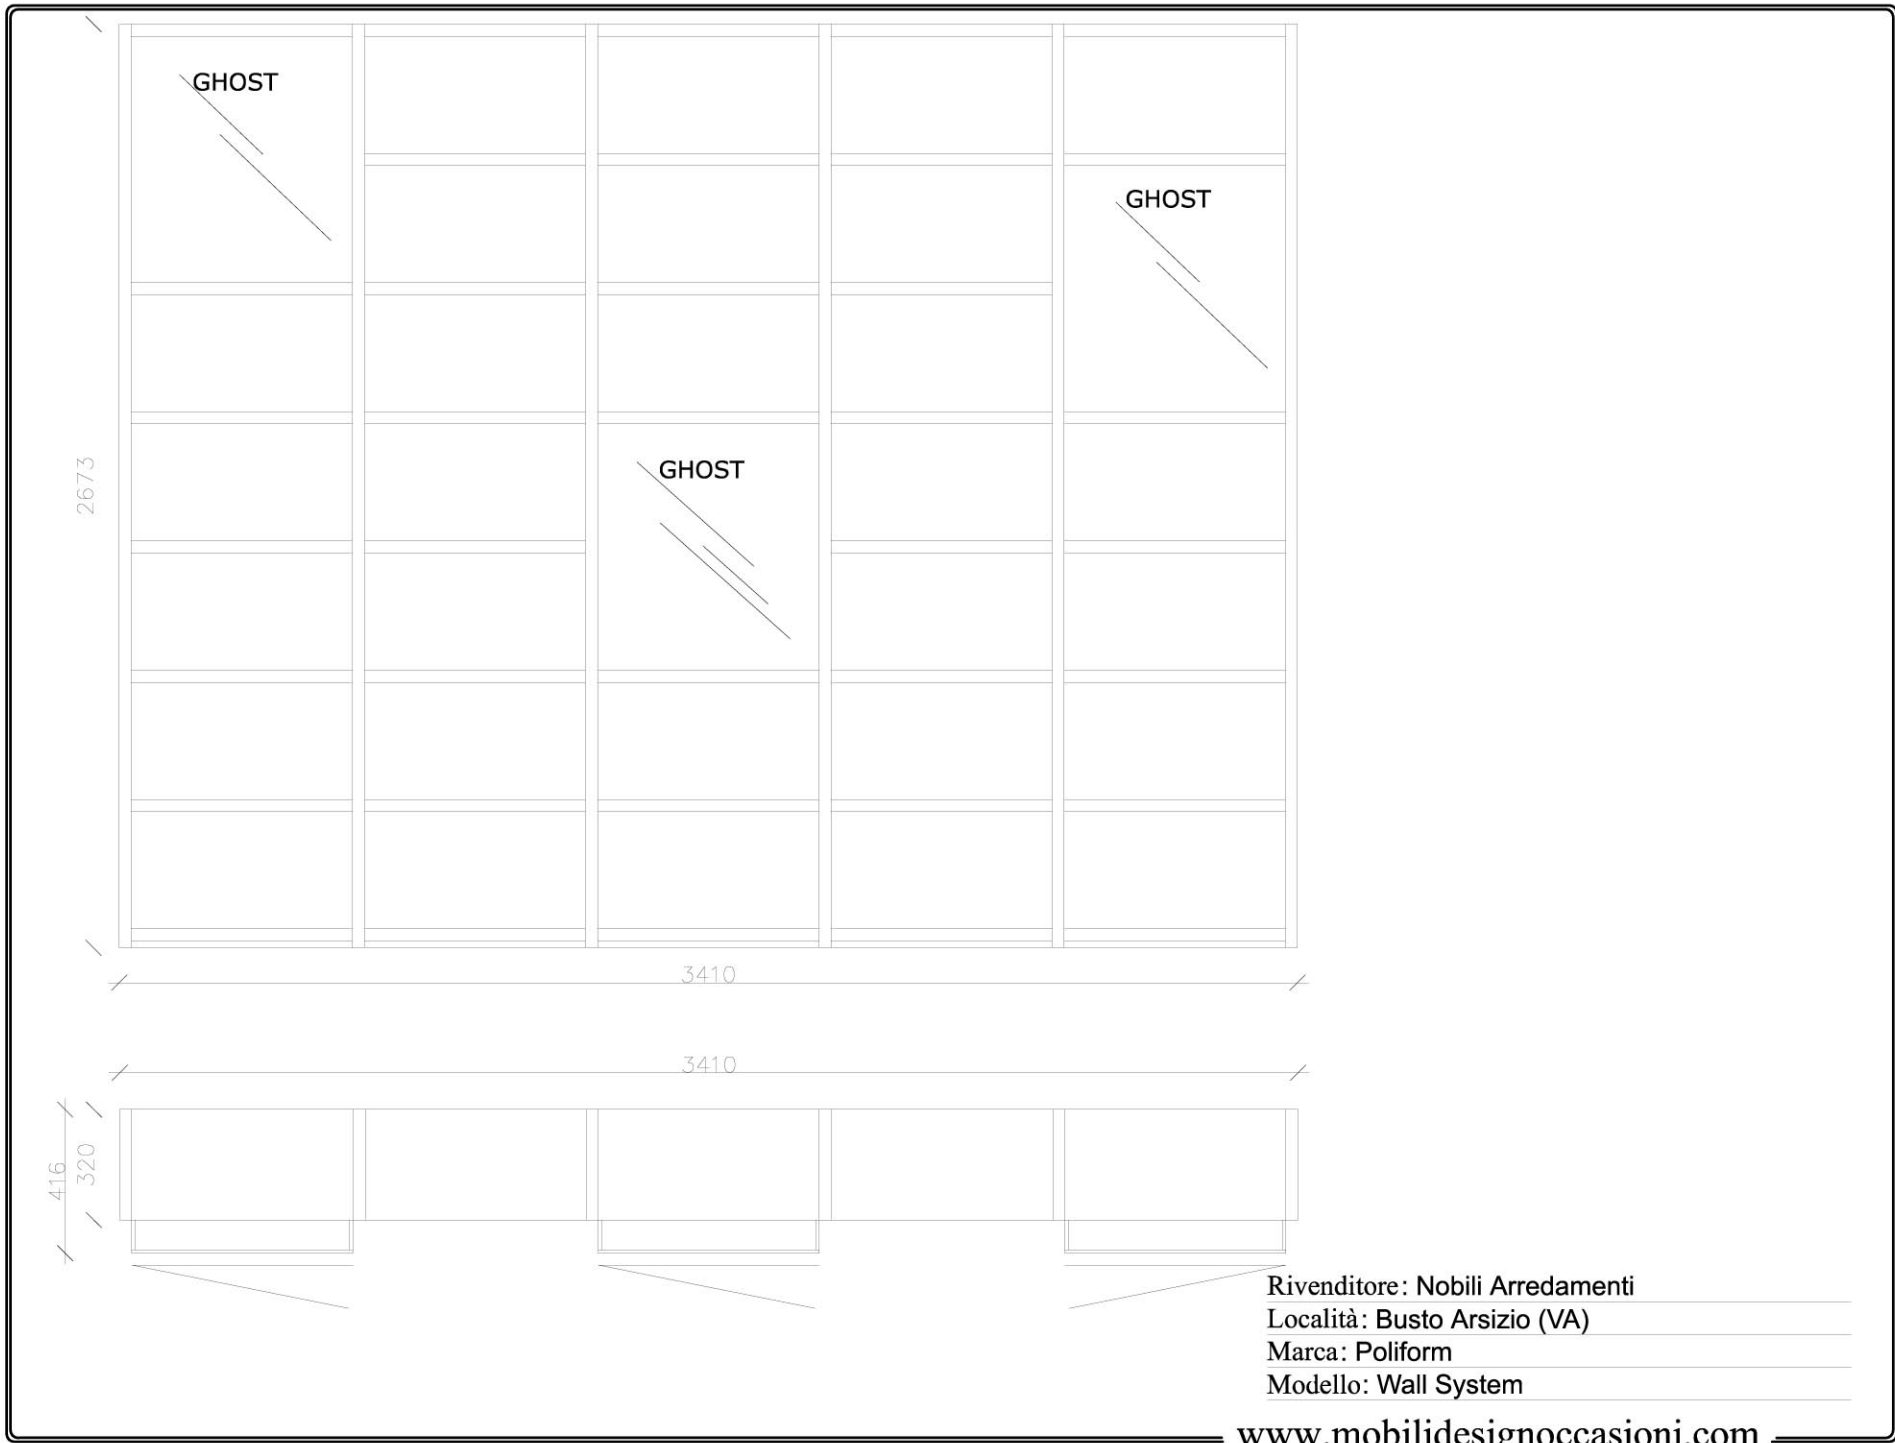 GHOST
GHOST
GHOST
2673
3410
3410
416
320
Rivenditore: Nobili Arredamenti
Località: Busto Arsizio (VA)
Marca: Poliform
Modello: Wall System
www.mobilidesignoccasioni.com